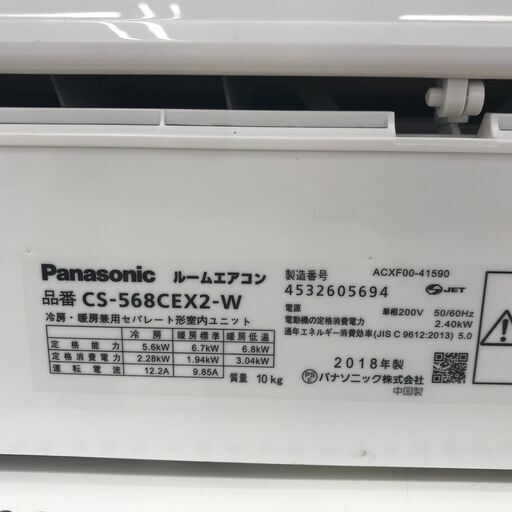 Panasonic ルームエアコン
品番 CS-568CEX2-W
冷房・暖房兼用セパレート形室内ユニット
冷房 暖房標準 暖房低温
定格能力 5.6kW 6.7kW 6.8kW
定格消費電力 2.28kW 1.94kW 3.04kW
運転電流 12.2A 9.85A
質量 10kg
製造番号 ACXF00-41590
4532605694 JET
電源 単相200V 50/60Hz
電動機の定格消費電力 2.40kW
通年エネルギー消費効率(JIS C 9612:2013) 5.0
2018年製
PSE パナソニック株式会社
中国製